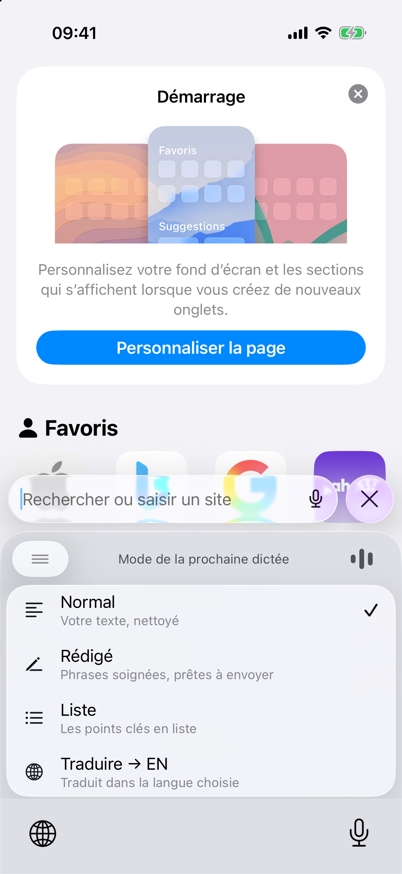 09:41
Démarrage
Favoris
Suggestions
Personnalisez votre fond d’écran et les sections
qui s’affichent lorsque vous créez de nouveaux
onglets.
Personnaliser la page
Favoris
Rechercher ou saisir un site
Mode de la prochaine dictée
Normal
Votre texte, nettoyé
Rédigé
Phrases soignées, prêtes à envoyer
Liste
Les points clés en liste
Traduire → EN
Traduit dans la langue choisie